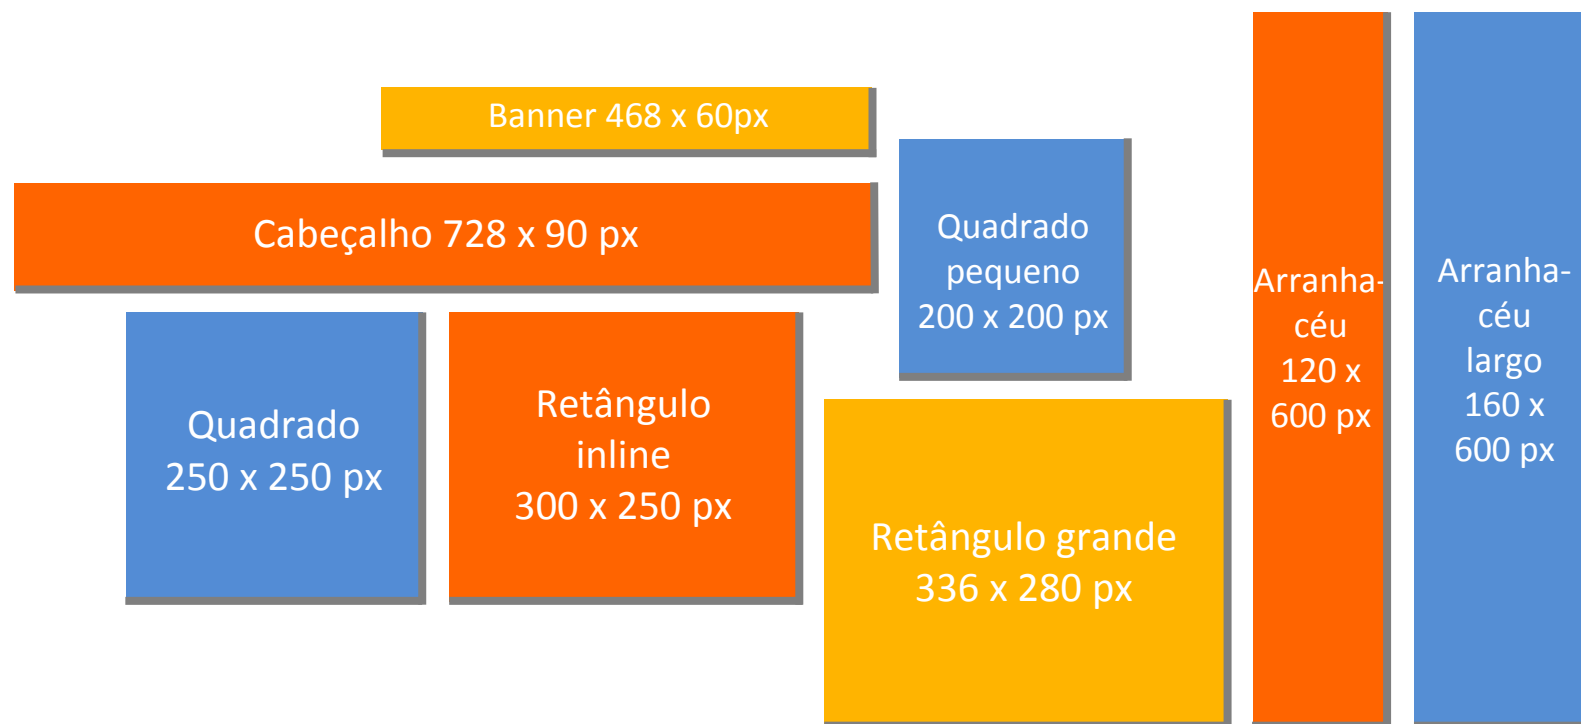 Banner 468 x 60px
Cabeçalho 728 x 90 px
Quadrado
pequeno
200 x 200 px
Quadrado
250 x 250 px
Retângulo
inline
300 x 250 px
Retângulo grande
336 x 280 px
Arranha-
céu
120 x
600 px
Arranha-
céu
largo
160 x
600 px